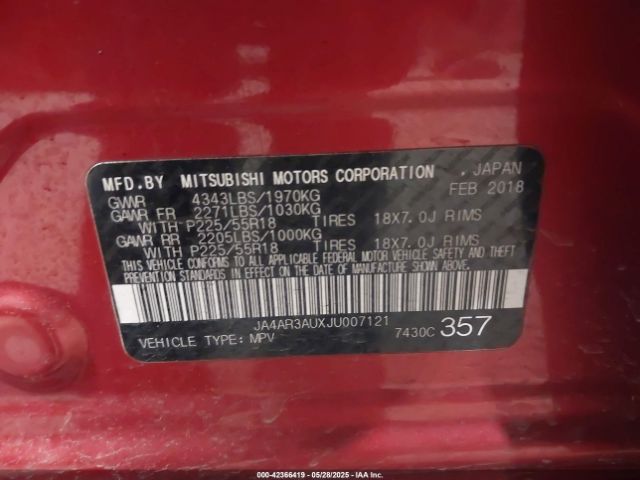 MFD.BY MITSUBISHI MOTORS CORPORATION , JAPAN
GVWR 4343LBS/1970KG FEB 2018
GAWR FR 2271LBS/1030KG
WITH P225/55R18 TIRES 18X7.0J RIMS
GAWR RR 2205LBS/1000KG
WITH P225/55R18 TIRES 18X7.0J RIMS
THIS VEHICLE CONFORMS TO ALL APPLICABLE FEDERAL MOTOR VEHICLE SAFETY AND THEFT
PREVENTION STANDARDS IN EFFECT ON THE DATE OF MANUFACTURE SHOWN ABOVE.
JA4AR3AUXJU007121
VEHICLE TYPE: MPV 7430C 357
000-42366419 - 05/28/2025 - IAA Inc.